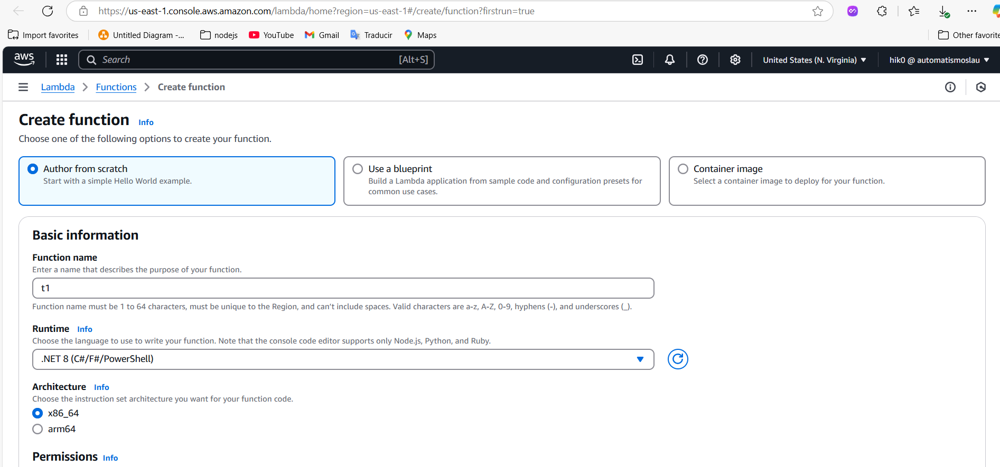 https://us-east-1.console.aws.amazon.com/lambda/home?region=us-east-1#/create/function?firstrun=true
Import favorites Untitled Diagram -... nodejs YouTube Gmail Traducir Maps Other favorite
aws Search [Alt+S] United States (N. Virginia) hik0 @ automatismoslau
Lambda Functions Create function
Create function Info
Choose one of the following options to create your function.
Author from scratch
Start with a simple Hello World example.
Use a blueprint
Build a Lambda application from sample code and configuration presets for
common use cases.
Container image
Select a container image to deploy for your function.
Basic information
Function name
Enter a name that describes the purpose of your function.
t1
Function name must be 1 to 64 characters, must be unique to the Region, and can't include spaces. Valid characters are a-z, A-Z, 0-9, hyphens (-), and underscores (_).
Runtime Info
Choose the language to use to write your function. Note that the console code editor supports only Node.js, Python, and Ruby.
.NET 8 (C#/F#/PowerShell)
Architecture Info
Choose the instruction set architecture you want for your function code.
x86_64
arm64
Permissions Info